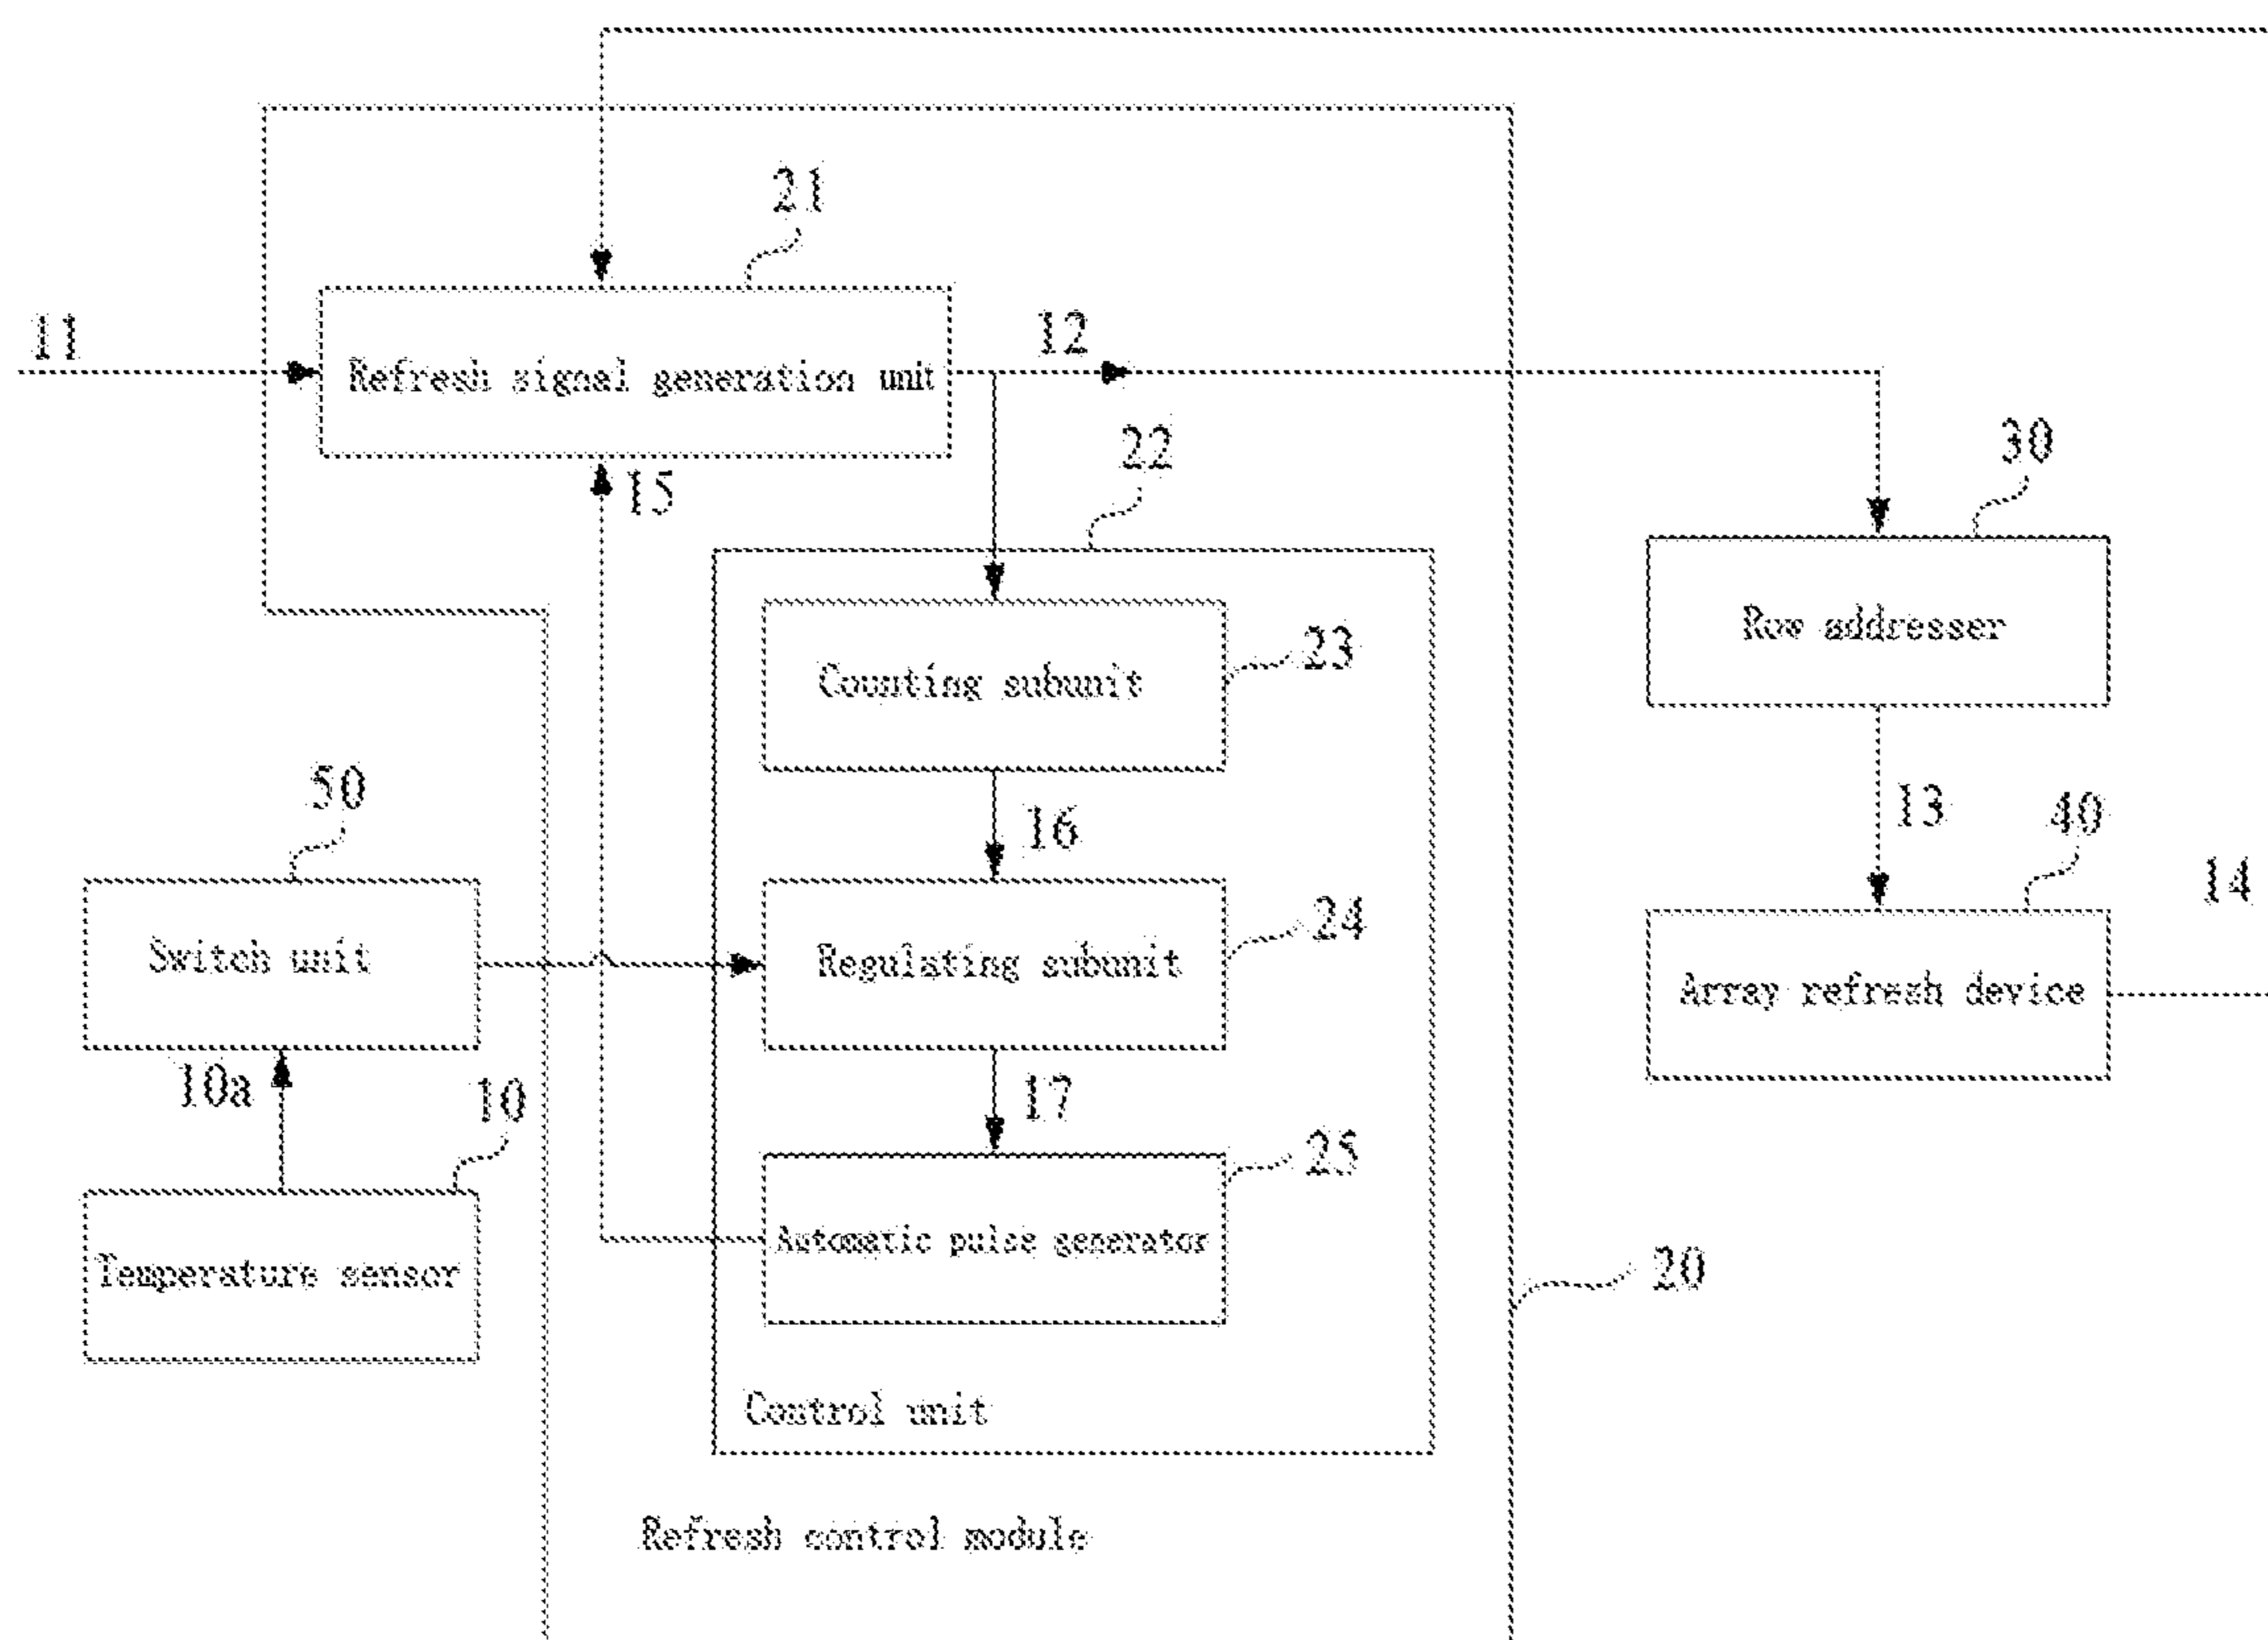 21
11
12
Refresh signal generation unit
22
30
15
Row addresser
23
Counting subunit
50
13
40
16
14
24
Switch unit
Regulating subunit
Array refresh device
10a
10
17
25
Automatic pulse generator
20
Temperature sensor
Control unit
Refresh control module